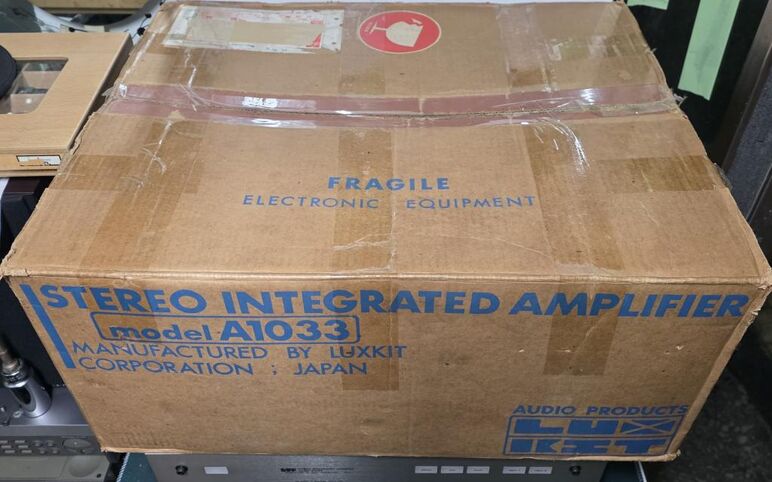 FRAGILE
ELECTRONIC EQUIPMENT
STEREO INTEGRATED AMPLIFIER
model A1033
MANUFACTURED BY LUXKIT
CORPORATION ; JAPAN
AUDIO PRODUCTS
LUX
KIT